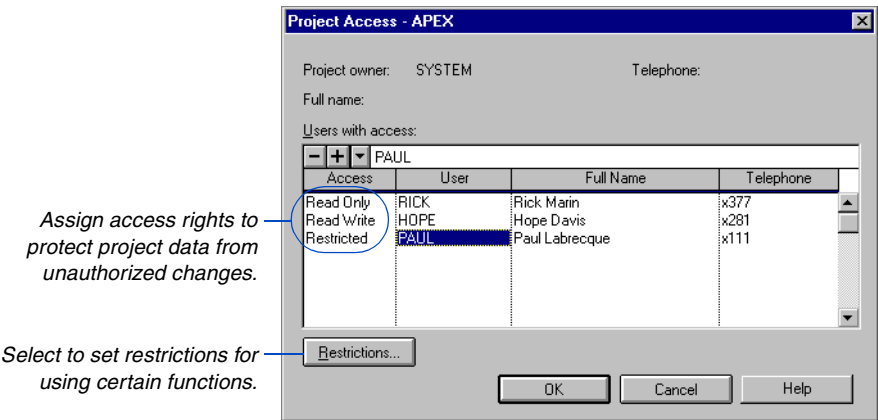 Project Access - APEX
Project owner: SYSTEM Telephone:
Full name:
Users with access:
PAUL
Access User Full Name Telephone
Read Only RICK Rick Marin x377
Read Write HOPE Hope Davis x281
Restricted PAUL Paul Labrecque x111
Assign access rights to
protect project data from
unauthorized changes.
Restrictions...
Select to set restrictions for
using certain functions.
OK Cancel Help